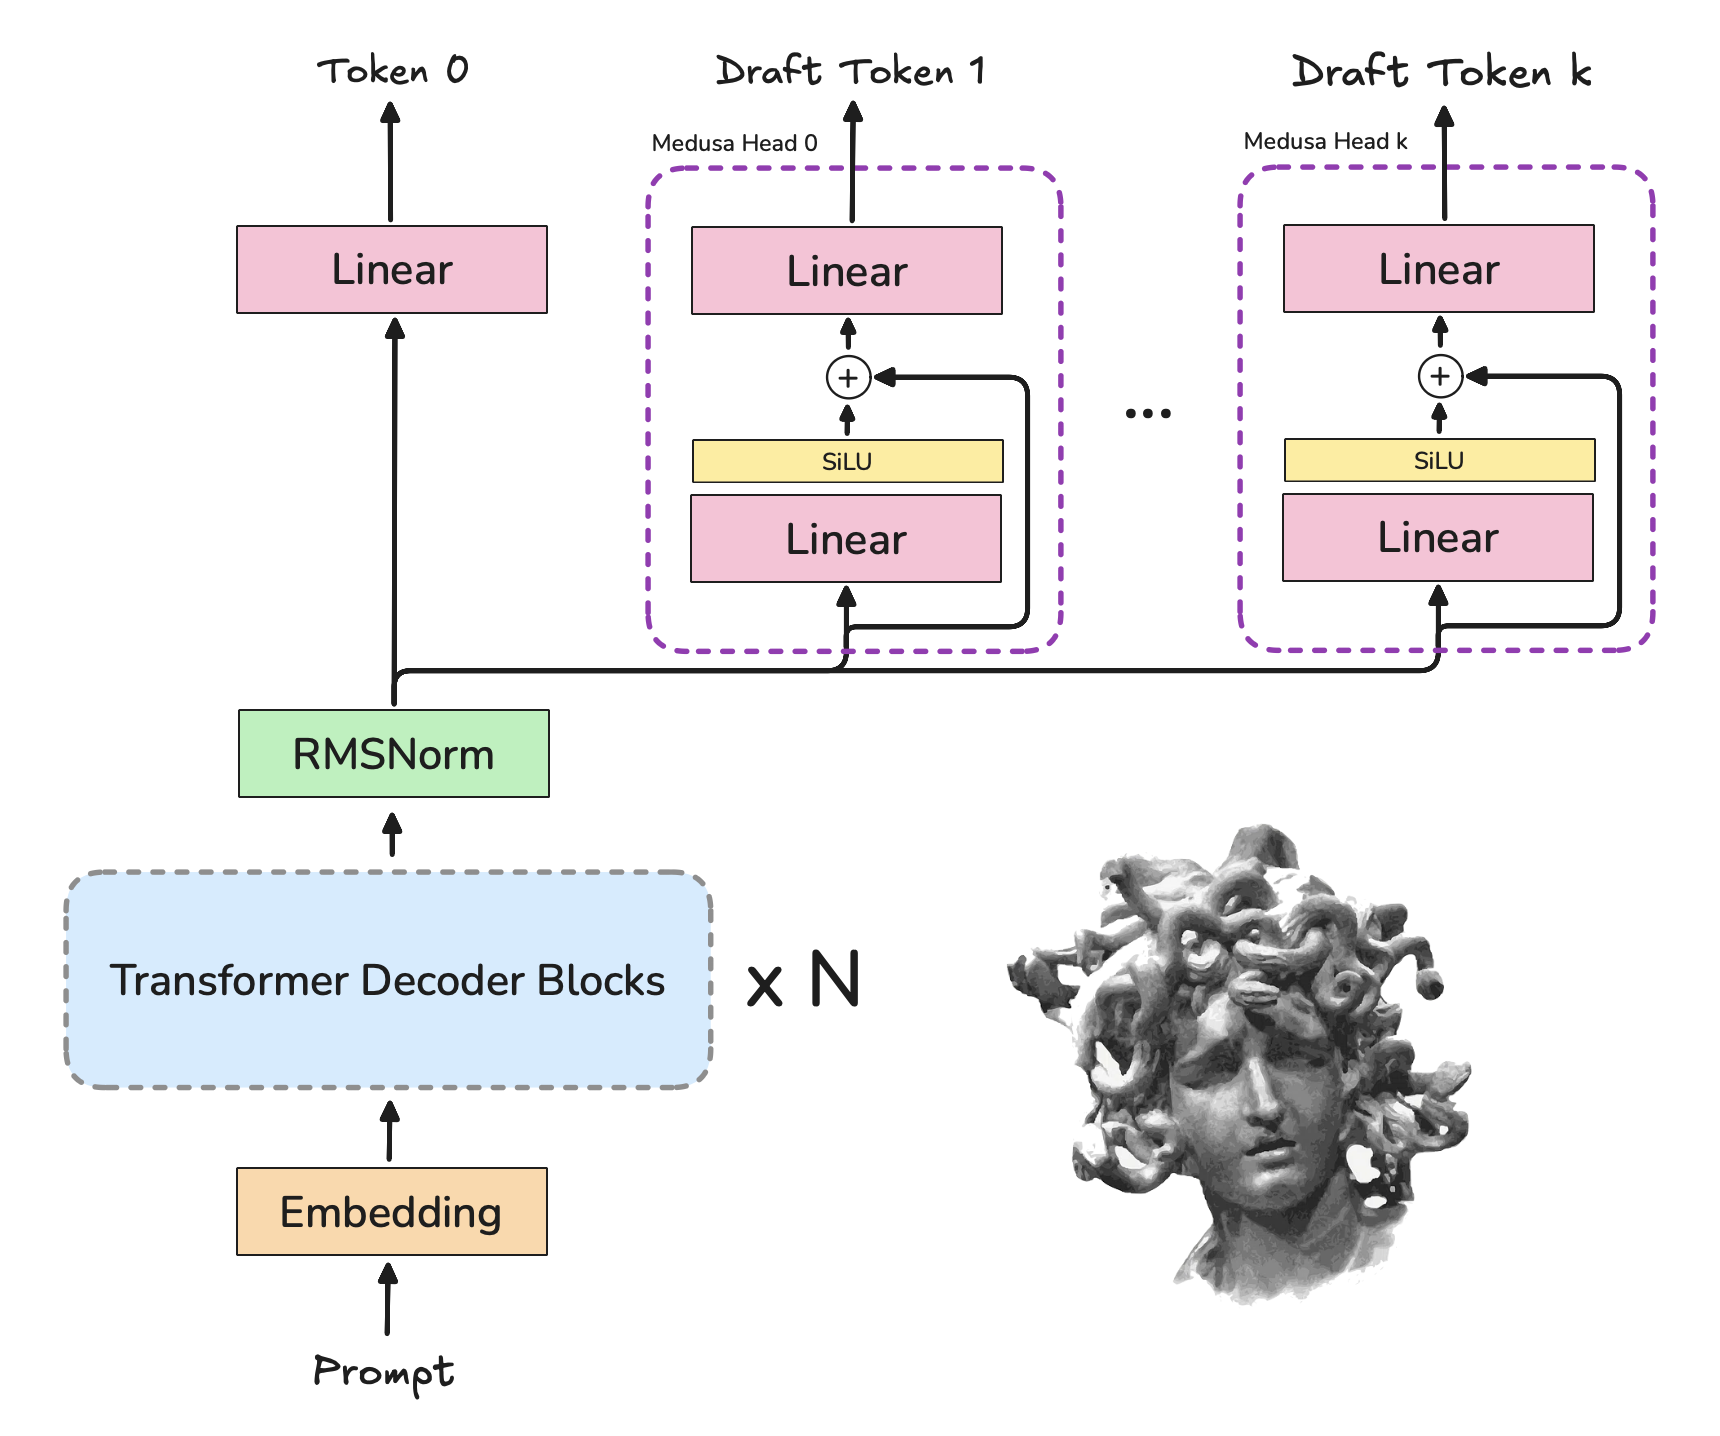 Token 0
Draft Token 1
Draft Token k
Medusa Head 0
Medusa Head k
Linear
Linear
Linear
+
+
...
SiLU
SiLU
Linear
Linear
RMSNorm
Transformer Decoder Blocks
x N
Embedding
Prompt